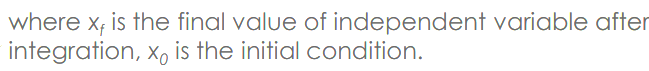 where x_f is the final value of independent variable after
integration, x_0 is the initial condition.